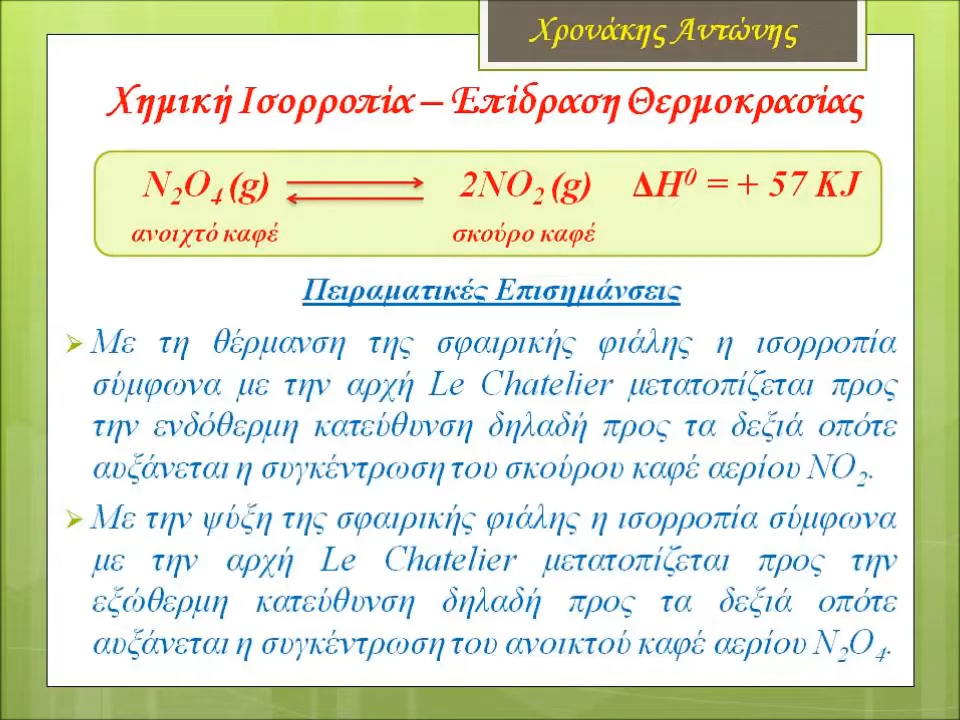 Χρονάκης Αντώνης
Χημική Ισορροπία – Επίδραση Θερμοκρασίας
N₂O₄ (g) 2NO₂ (g) ΔH⁰ = + 57 KJ
ανοιχτό καφέ σκούρο καφέ
Πειραματικές Επισημάνσεις
Με τη θέρμανση της σφαιρικής φιάλης η ισορροπία
σύμφωνα με την αρχή Le Chatelier μετατοπίζεται προς
την ενδόθερμη κατεύθυνση δηλαδή προς τα δεξιά οπότε
αυξάνεται η συγκέντρωση του σκούρου καφέ αερίου NO₂.
Με την ψύξη της σφαιρικής φιάλης η ισορροπία σύμφωνα
με την αρχή Le Chatelier μετατοπίζεται προς την
εξώθερμη κατεύθυνση δηλαδή προς τα δεξιά οπότε
αυξάνεται η συγκέντρωση του ανοικτού καφέ αερίου N₂O₄.